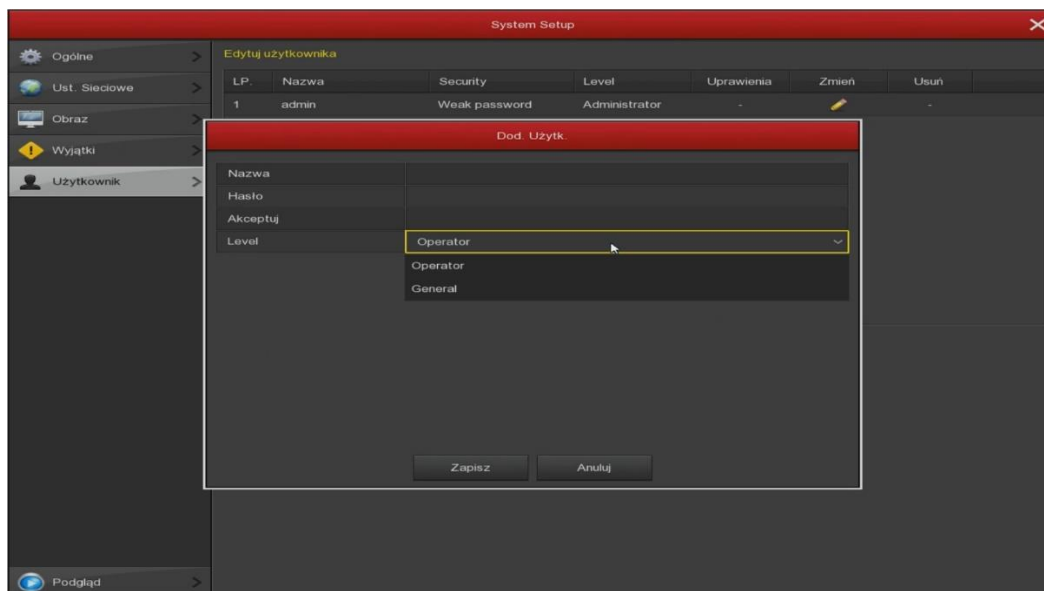 System Setup
Ogólne
Edytuj użytkownika
Ust. Sieciowe
LP. Nazwa Security Level Uprawienia Zmień Usuń
1 admin Weak password Administrator - -
Obraz
Wyjątki
Użytkownik
Dod. Użytk.
Nazwa
Hasło
Akceptuj
Level Operator
Operator
General
Zapisz Anuluj
Podgląd